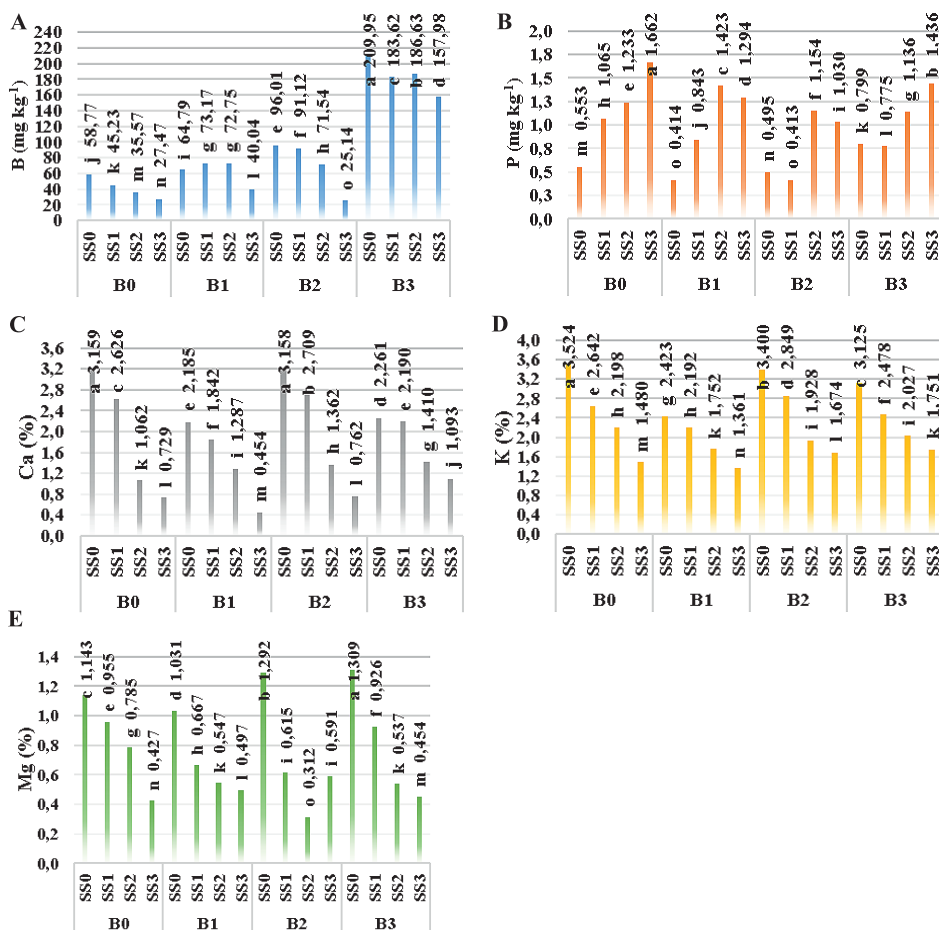 A
B (mg kg-1)
240
220
200
180
160
140
120
100
80
60
40
20
0
j 58,77
k 45,23
m 35,57
n 27,47
i 64,79
g 73,17
g 72,75
l 40,04
e 96,01
f 91,12
h 71,54
o 25,14
a 209,95
c 183,62
b 186,63
d 157,98
SS0 SS1 SS2 SS3 SS0 SS1 SS2 SS3 SS0 SS1 SS2 SS3 SS0 SS1 SS2 SS3
B0 B1 B2 B3
B
P (mg kg-1)
2,0
1,8
1,5
1,3
1,0
0,8
0,5
0,3
0,0
m 0,553
h 1,065
e 1,233
a 1,662
o 0,414
j 0,843
c 1,423
d 1,294
n 0,495
o 0,413
f 1,154
i 1,030
k 0,799
l 0,775
g 1,136
b 1,436
SS0 SS1 SS2 SS3 SS0 SS1 SS2 SS3 SS0 SS1 SS2 SS3 SS0 SS1 SS2 SS3
B0 B1 B2 B3
C
Ca (%)
3,6
3,2
2,8
2,4
2,0
1,6
1,2
0,8
0,4
0,0
a 3,159
c 2,626
k 1,062
l 0,729
e 2,185
f 1,842
i 1,287
m 0,454
a 3,158
b 2,709
h 1,362
l 0,762
d 2,261
e 2,190
g 1,410
j 1,093
SS0 SS1 SS2 SS3 SS0 SS1 SS2 SS3 SS0 SS1 SS2 SS3 SS0 SS1 SS2 SS3
B0 B1 B2 B3
D
K (%)
4,0
3,6
3,2
2,8
2,4
2,0
1,6
1,2
0,8
0,4
0,0
a 3,524
e 2,642
h 2,198
m 1,480
g 2,423
h 2,192
k 1,752
n 1,361
b 3,400
d 2,849
j 1,928
l 1,674
c 3,125
f 2,478
i 2,027
k 1,751
SS0 SS1 SS2 SS3 SS0 SS1 SS2 SS3 SS0 SS1 SS2 SS3 SS0 SS1 SS2 SS3
B0 B1 B2 B3
E
Mg (%)
1,4
1,2
1,0
0,8
0,6
0,4
0,2
0,0
c 1,143
e 0,955
g 0,785
n 0,427
d 1,031
h 0,667
k 0,547
l 0,497
b 1,292
i 0,615
o 0,312
i 0,591
a 1,309
f 0,926
k 0,537
m 0,454
SS0 SS1 SS2 SS3 SS0 SS1 SS2 SS3 SS0 SS1 SS2 SS3 SS0 SS1 SS2 SS3
B0 B1 B2 B3